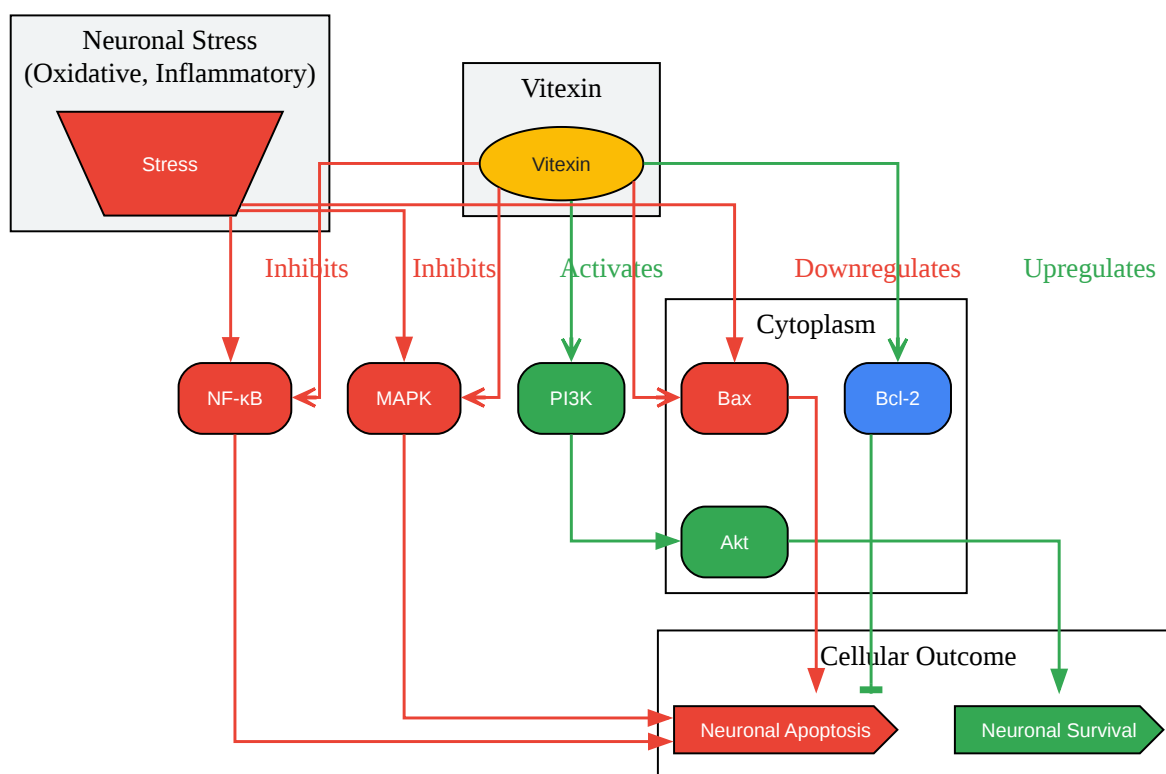 Neuronal Stress
(Oxidative, Inflammatory)
Vitexin
Stress
Vitexin
Inhibits
Inhibits
Activates
Downregulates
Upregulates
Cytoplasm
NF-κB
MAPK
PI3K
Bax
Bcl-2
Akt
Cellular Outcome
Neuronal Apoptosis
Neuronal Survival